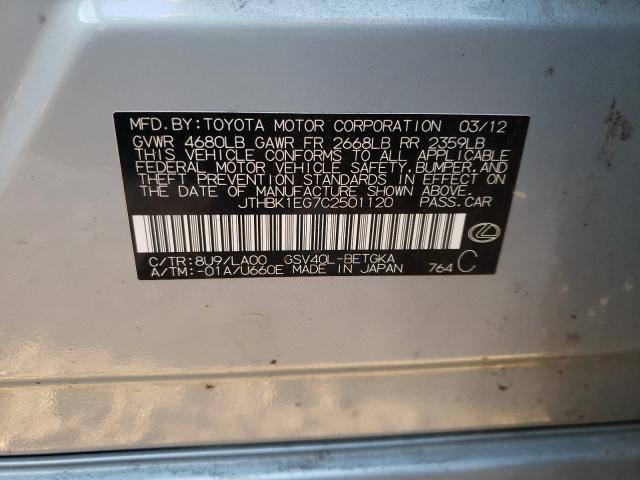 MFD.BY:TOYOTA MOTOR CORPORATION 03/12
GVWR 4680LB GAWR FR 2668LB RR 2359LB
THIS VEHICLE CONFORMS TO ALL APPLICABLE
FEDERAL MOTOR VEHICLE SAFETY,BUMPER,AND
THEFT PREVENTION STANDARDS IN EFFECT ON
THE DATE OF MANUFACTURE SHOWN ABOVE.
JTHBK1EG7C2501120 PASS.CAR
C/TR:8U9/LA00 GSV40L-BETGKA
A/TM:-01A/U660E MADE IN JAPAN 764 C